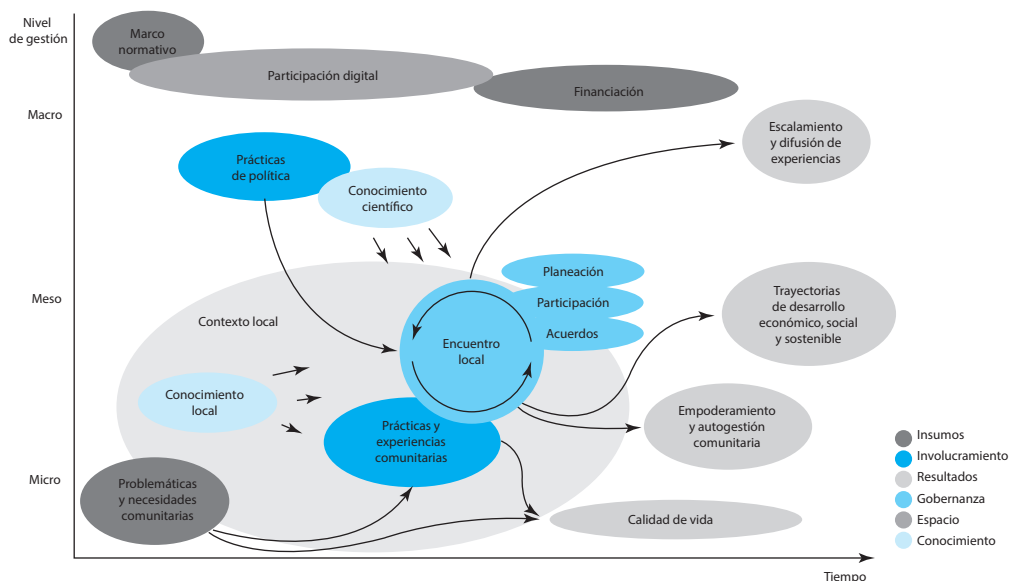 Nivel
de gestión
Marco
normativo
Participación digital
Financiación
Macro
Escalamiento
y difusión de
experiencias
Prácticas
de política
Conocimiento
científico
Planeación
Meso
Participación
Trayectorias
de desarrollo
económico, social
y sostenible
Contexto local
Acuerdos
Encuentro
local
Conocimiento
local
Prácticas y
experiencias
comunitarias
Empoderamiento
y autogestión
comunitaria
Micro
Problemáticas
y necesidades
comunitarias
Calidad de vida
Insumos
Involucramiento
Resultados
Gobernanza
Espacio
Conocimiento
Tiempo